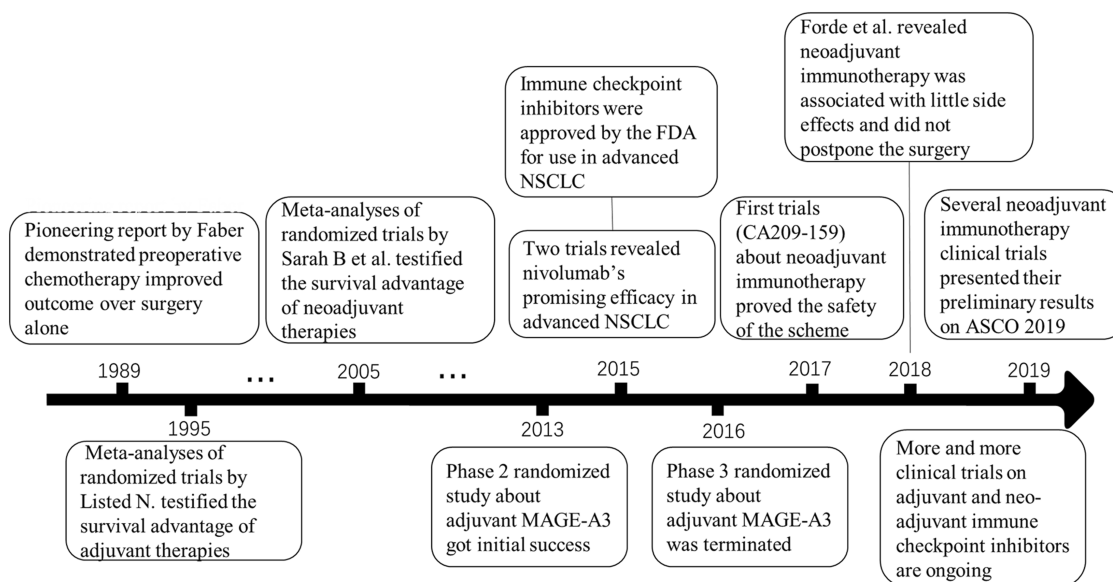 Forde et al. revealed
neoadjuvant
immunotherapy was
associated with little side
effects and did not
postpone the surgery
Immune checkpoint
inhibitors were
approved by the FDA
for use in advanced
NSCLC
Pioneering report by Faber
demonstrated preoperative
chemotherapy improved
outcome over surgery
alone
Meta-analyses of
randomized trials by
Sarah B et al. testified
the survival advantage
of neoadjuvant
therapies
Two trials revealed
nivolumab's
promising efficacy in
advanced NSCLC
First trials
(CA209-159)
about neoadjuvant
immunotherapy
proved the safety
of the scheme
Several neoadjuvant
immunotherapy
clinical trials
presented their
preliminary results
on ASCO 2019
1989 ... 2005 ... 2015 2017 2018 2019
1995 2013 2016
Meta-analyses of
randomized trials by
Listed N. testified the
survival advantage of
adjuvant therapies
Phase 2 randomized
study about
adjuvant MAGE-A3
got initial success
Phase 3 randomized
study about
adjuvant MAGE-A3
was terminated
More and more
clinical trials on
adjuvant and neo-
adjuvant immune
checkpoint inhibitors
are ongoing